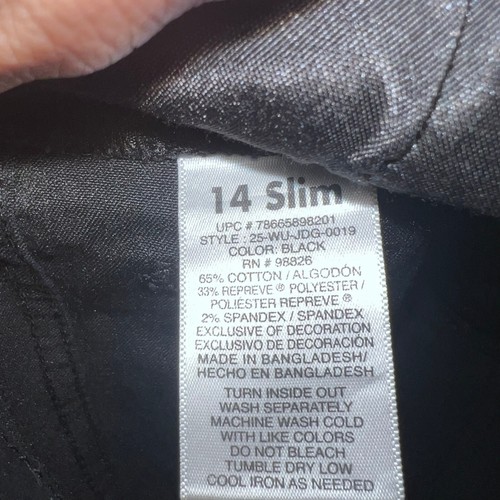 14 Slim
UPC # 78665898201
STYLE : 25-WU-JDG-0019
COLOR: BLACK
RN # 98826
65% COTTON / ALGODÓN
33% REPREVE ® POLYESTER /
POLIÉSTER REPREVE ®
2% SPANDEX / SPANDEX
EXCLUSIVE OF DECORATION
EXCLUSIVO DE DECORACIÓN
MADE IN BANGLADESH/
HECHO EN BANGLADESH
TURN INSIDE OUT
WASH SEPARATELY
MACHINE WASH COLD
WITH LIKE COLORS
DO NOT BLEACH
TUMBLE DRY LOW
COOL IRON AS NEEDED